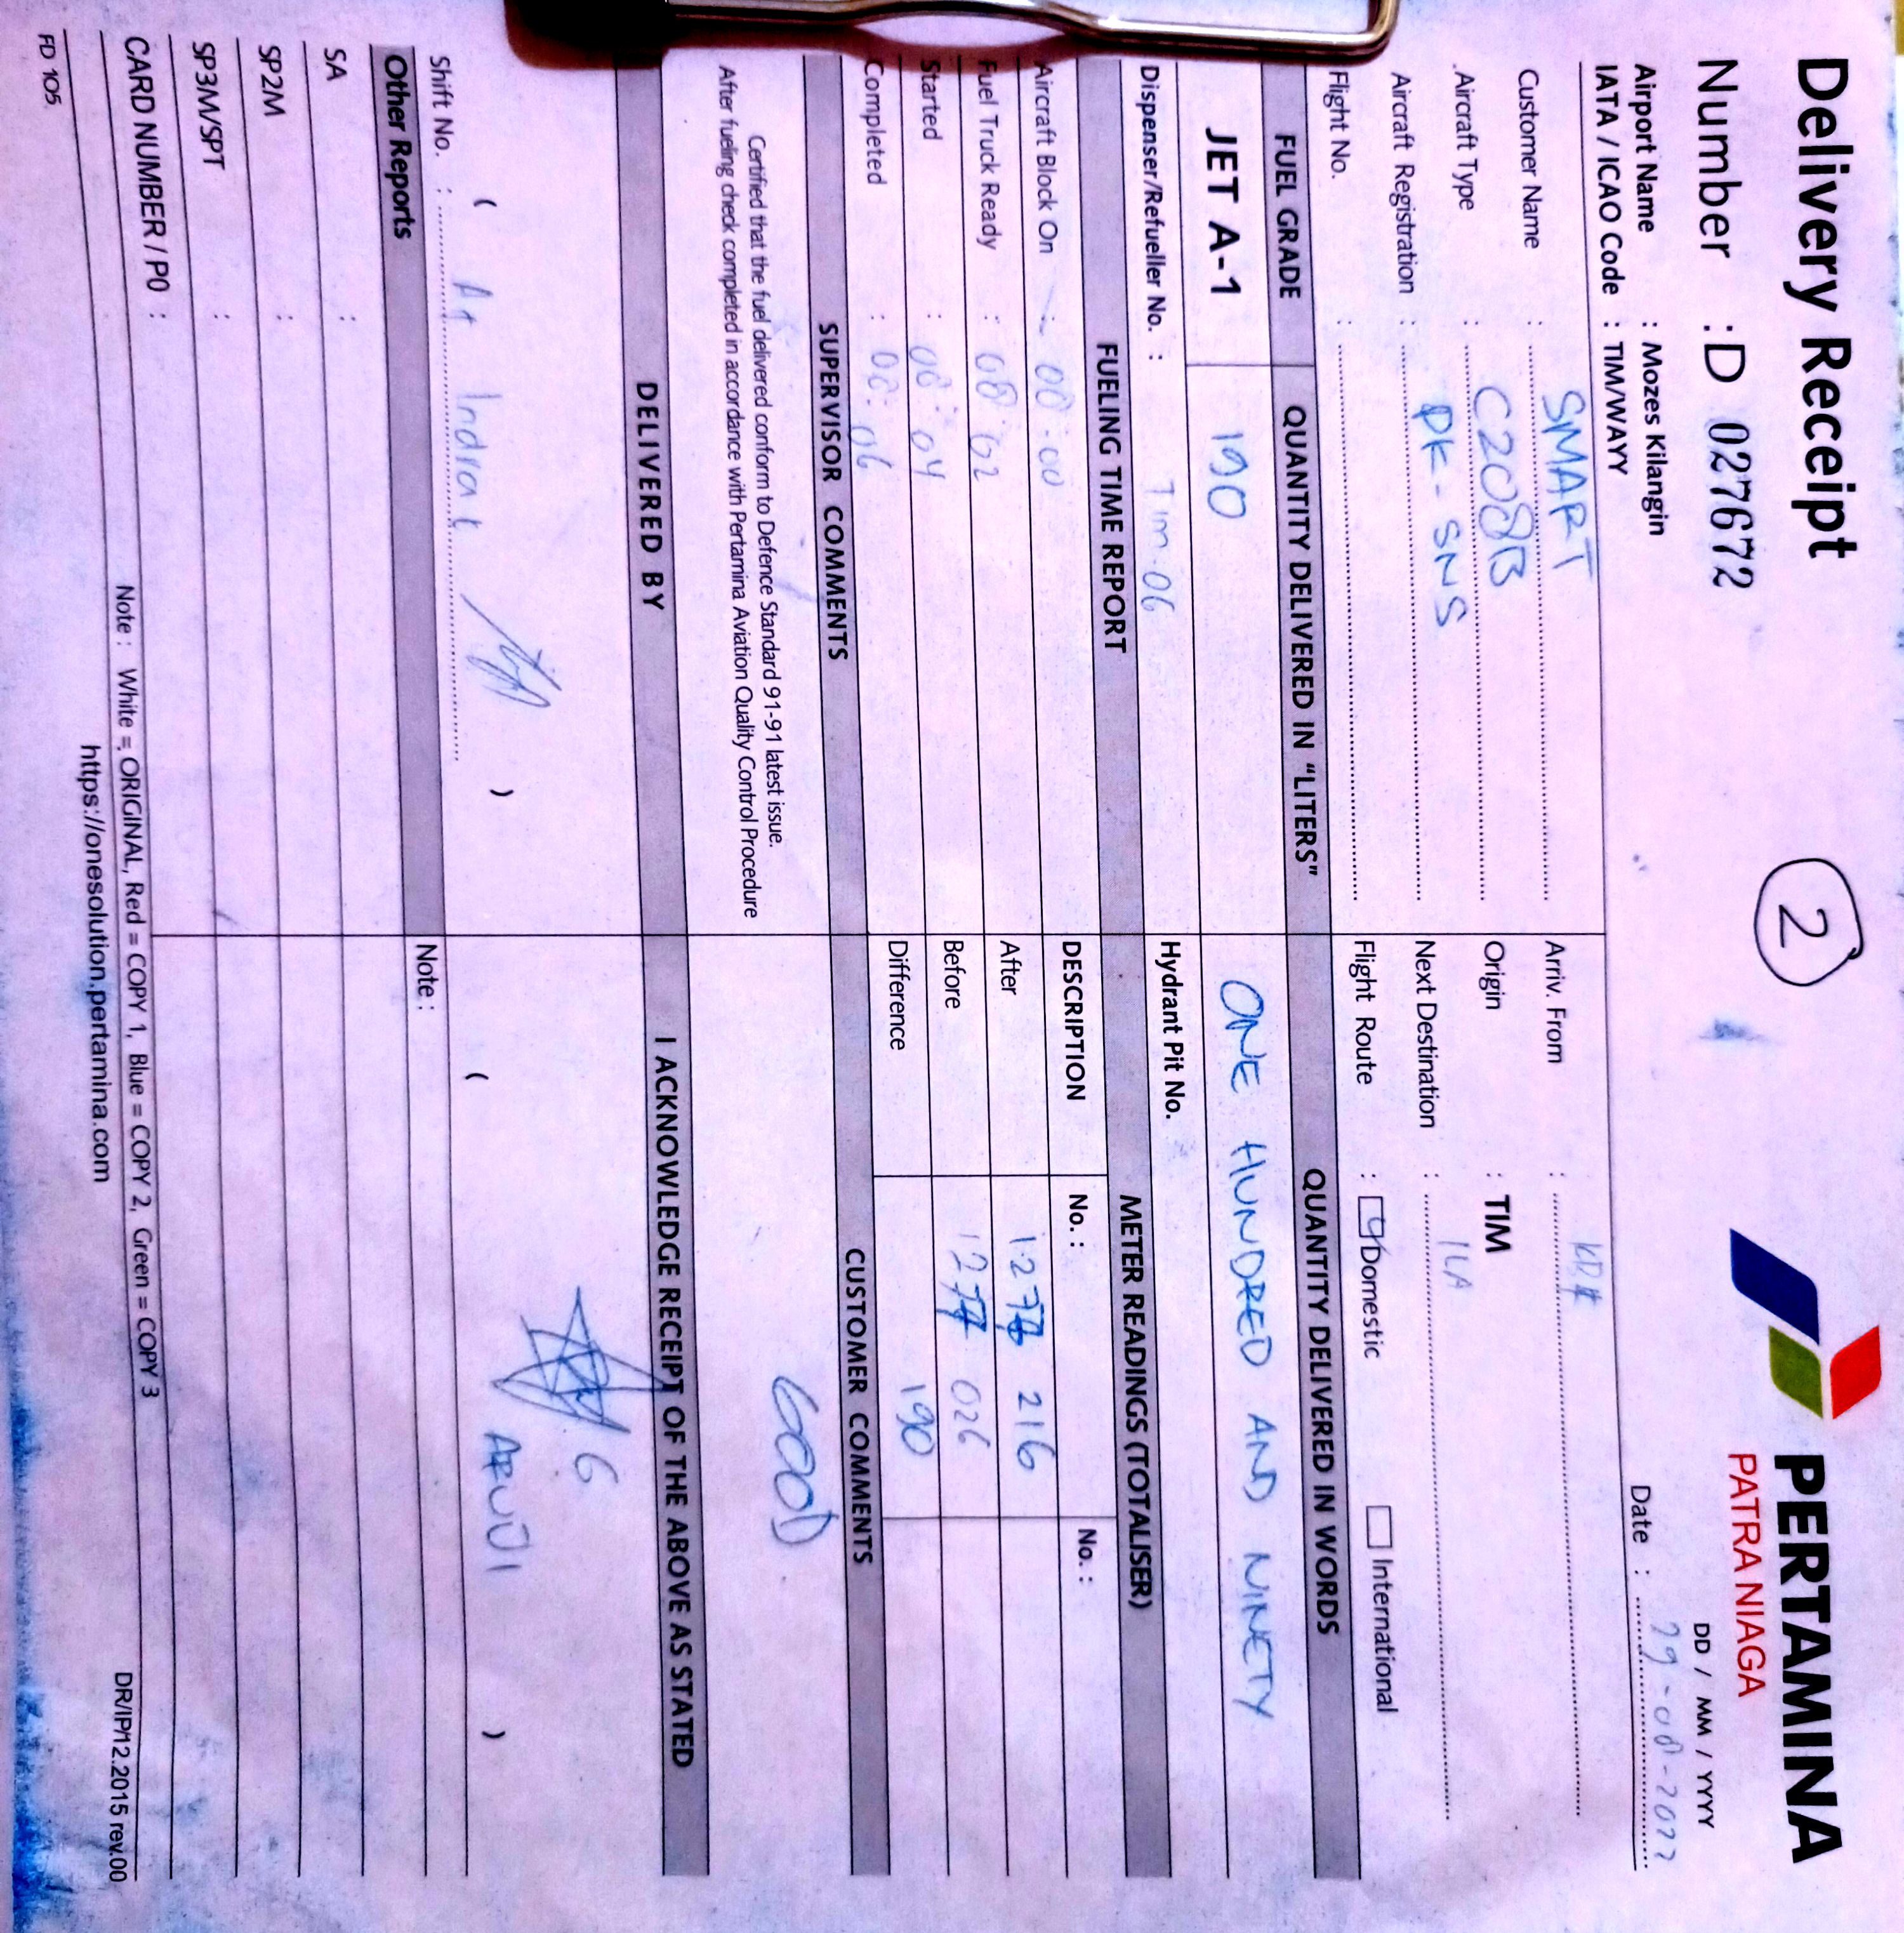 Delivery Receipt
Number : D 027672
2
PERTAMINA
PATRA NIAGA
DD / MM / YYYY
Date : 29-08-2022
Airport Name : Mozes Kilangin
IATA / ICAO Code : TIM/WAYY
Customer Name : SMART
Arriv. From :
Aircraft Type : C208B
Origin : TIM
Aircraft Registration : PK-SNS
Next Destination : ILA
Flight No. :
Flight Route : Domestic International
FUEL GRADE QUANTITY DELIVERED IN "LITERS" QUANTITY DELIVERED IN WORDS
JET A-1 190 ONE HUNDRED AND NINETY
Dispenser/Refueller No. : Tim-06 Hydrant Pit No.
FUELING TIME REPORT METER READINGS (TOTALISER)
Aircraft Block On : 08:00 DESCRIPTION No. : No. :
Fuel Truck Ready : 08:02 After 216
Started : 08:04 Before 026
Completed : 08:06 Difference 190
SUPERVISOR COMMENTS CUSTOMER COMMENTS
Certified that the fuel delivered conform to Defence Standard 91-91 latest issue.
After fueling check completed in accordance with Pertamina Aviation Quality Control Procedure
GOOD
DELIVERED BY I ACKNOWLEDGE RECEIPT OF THE ABOVE AS STATED
( )
( )
Shift No. :
Other Reports Note :
SA :
SP2M :
SP3M/SPT :
CARD NUMBER / PO :
Note : White = ORIGINAL, Red = COPY 1, Blue = COPY 2, Green = COPY 3
DR/IP/12.2015 rev.00
https://onesolution.pertamina.com
FD 105.